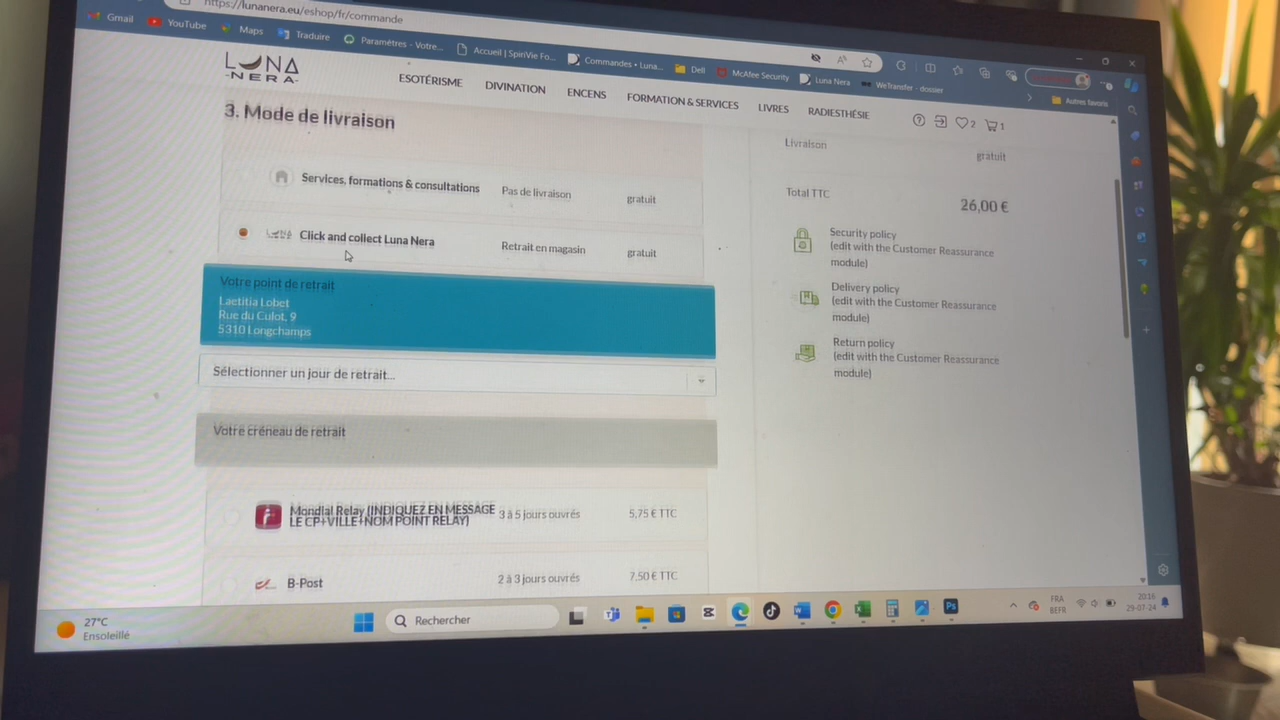 https://lunanera.eu/eshop/fr/commande
Gmail YouTube Maps Traduire Paramètres - Votre... Accueil | SpiriVie Fo... Commandes • Luna... Dell McAfee Security Luna Nera WeTransfer - dossier
Autres favoris
LUNA
-NERA-
ESOTÉRISME DIVINATION ENCENS FORMATION & SERVICES LIVRES RADIESTHÉSIE
2 1
3. Mode de livraison
Services, formations & consultations Pas de livraison gratuit
Click and collect Luna Nera Retrait en magasin gratuit
Votre point de retrait
Laetitia Lobet
Rue du Culot, 9
5310 Longchamps
Sélectionner un jour de retrait...
Votre créneau de retrait
Mondial Relay (INDIQUEZ EN MESSAGE
LE CP+VILLE+NOM POINT RELAY)
3 à 5 jours ouvrés 5,75 € TTC
B-Post 2 à 3 jours ouvrés 7,50 € TTC
Livraison gratuit
Total TTC 26,00 €
Security policy
(edit with the Customer Reassurance
module)
Delivery policy
(edit with the Customer Reassurance
module)
Return policy
(edit with the Customer Reassurance
module)
27°C
Ensoleillé
Rechercher
Ps
FRA
BEFR
20:16
29-07-24